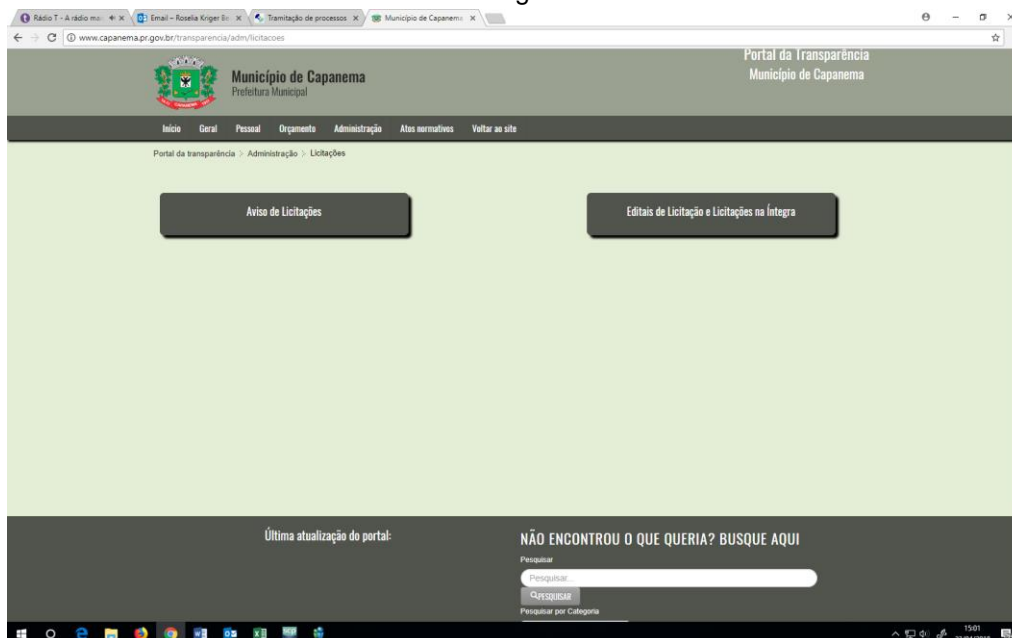 Rádio T - A rádio ma
Email – Roselia Kriger Be
Tramitação de processos
Município de Capanema
www.capanema.pr.gov.br/transparencia/adm/licitacoes
Portal da Transparência
Município de Capanema
Município de Capanema
Prefeitura Municipal
Início Geral Pessoal Orçamento Administração Atos normativos Voltar ao site
Portal da transparência > Administração > Licitações
Aviso de Licitações
Editais de Licitação e Licitações na Íntegra
Última atualização do portal:
NÃO ENCONTROU O QUE QUERIA? BUSQUE AQUI
Pesquisar
Pesquisar...
PESQUISAR
Pesquisar por Categoria
15:01